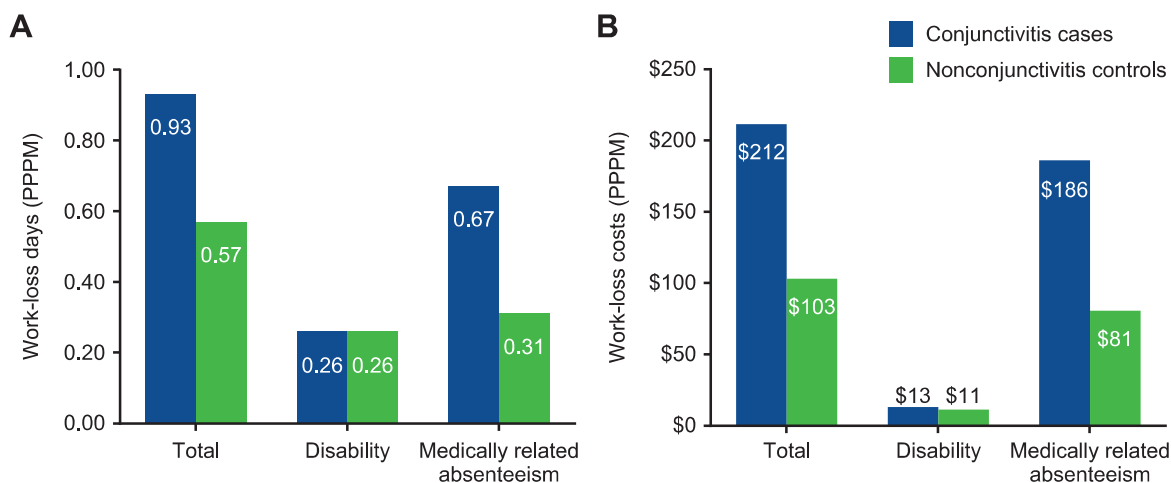 A
Work-loss days (PPPM)
1.00
0.80
0.60
0.40
0.20
0.00
0.93
0.57
0.26
0.26
0.67
0.31
Total
Disability
Medically related
absenteeism
B
Conjunctivitis cases
Nonconjunctivitis controls
Work-loss costs (PPPM)
$250
$200
$150
$100
$50
$0
$212
$103
$13
$11
$186
$81
Total
Disability
Medically related
absenteeism